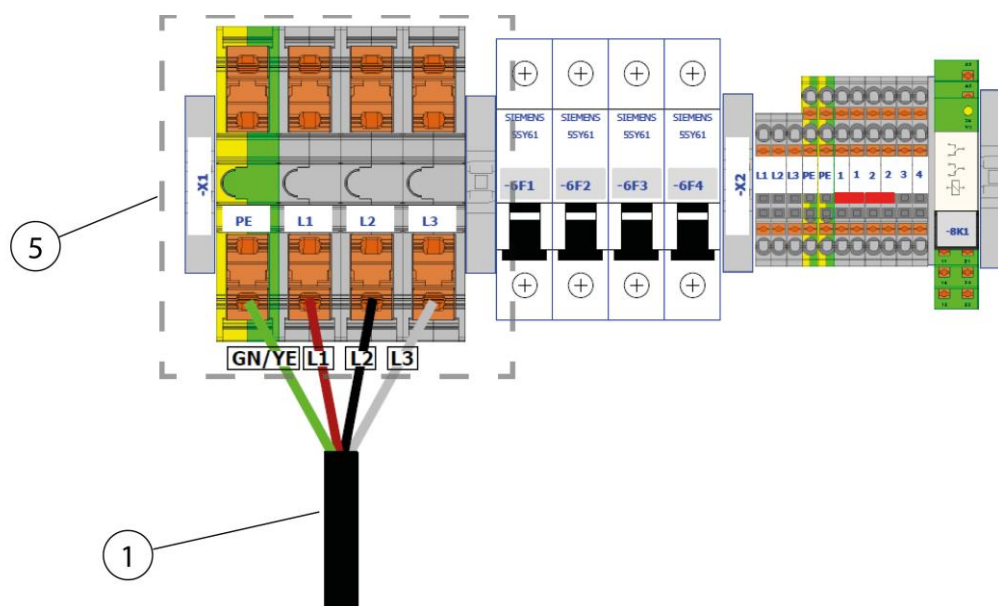 -X1
PE L1 L2 L3
GN/YE L1 L2 L3
5
1
SIEMENS SIEMENS SIEMENS SIEMENS
5SY61 5SY61 5SY61 5SY61
-6F1 -6F2 -6F3 -6F4
-X2
L1 L2 L3 PE PE 1 1 2 2 3 4
-8K1